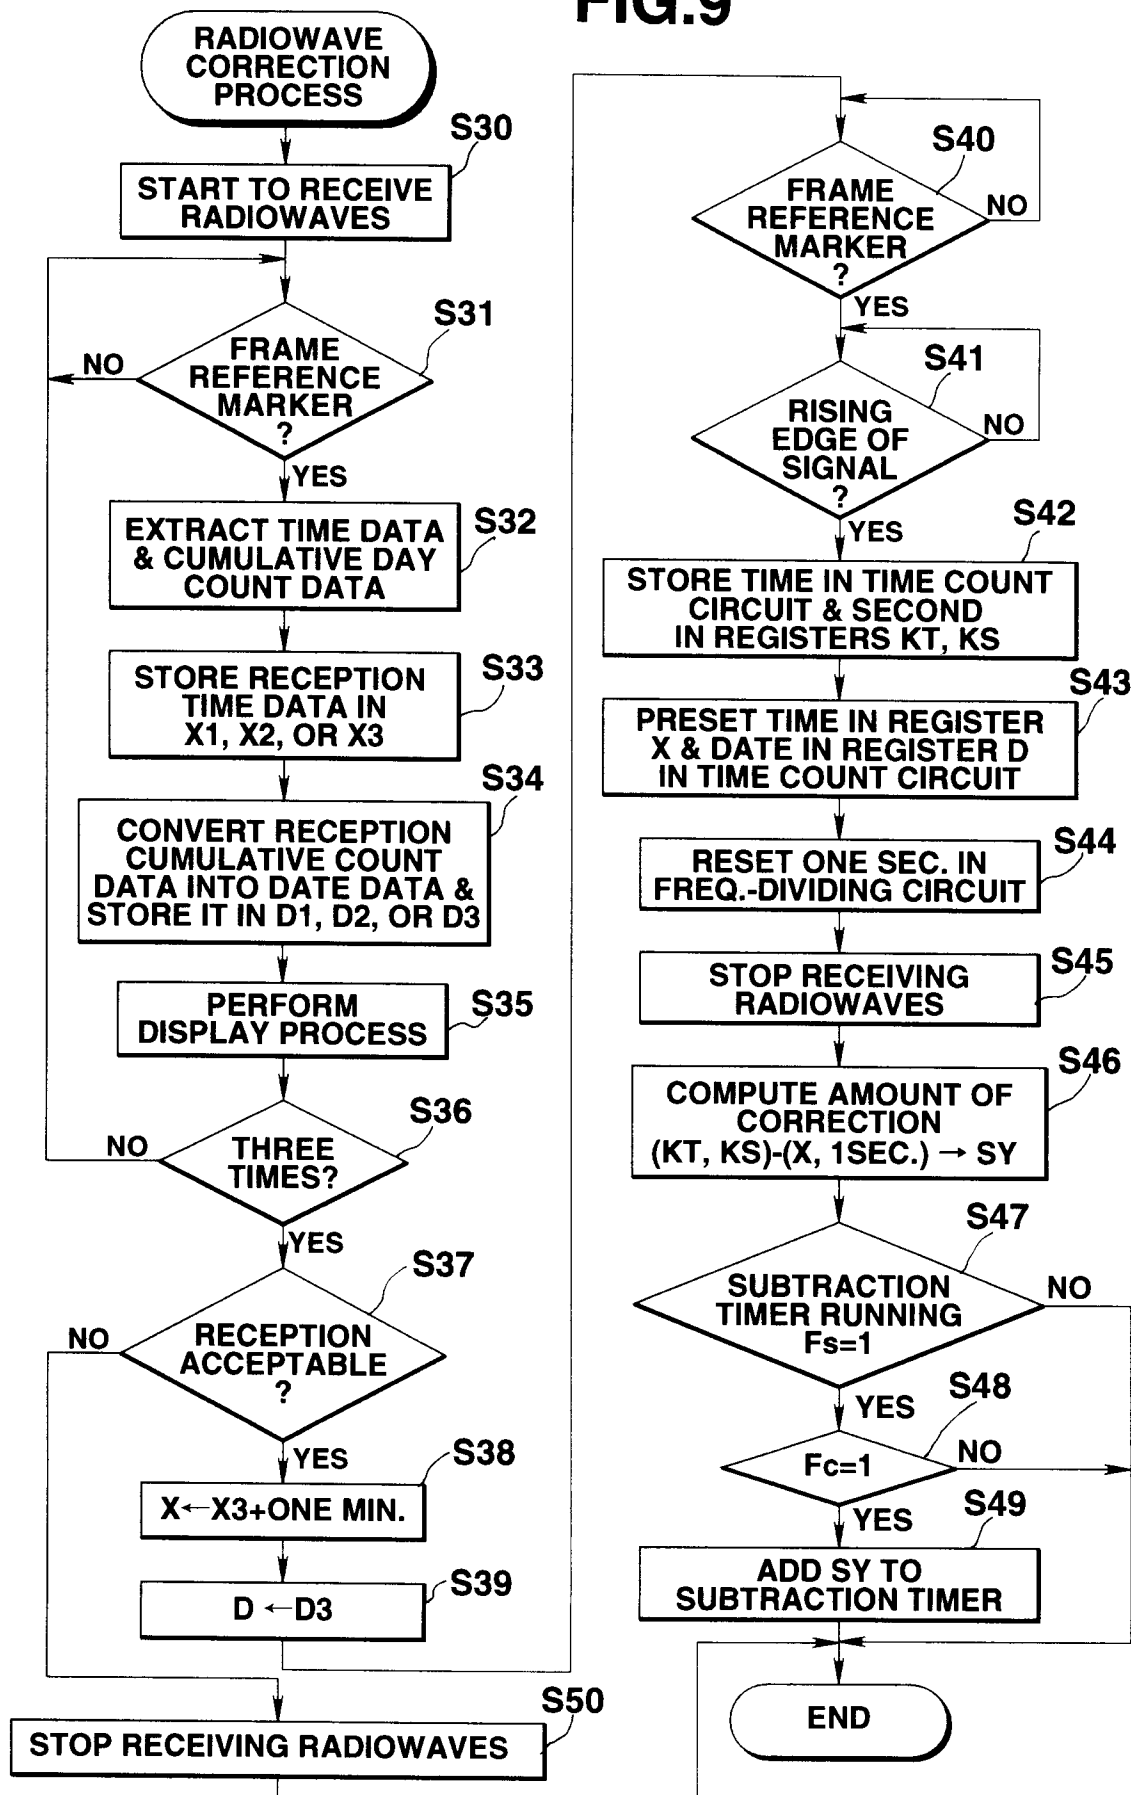 FIG.9
RADIOWAVE
CORRECTION
PROCESS
S30
START TO RECEIVE
RADIOWAVES
S31
FRAME
REFERENCE
MARKER
?
NO
YES
S32
EXTRACT TIME DATA
& CUMULATIVE DAY
COUNT DATA
S33
STORE RECEPTION
TIME DATA IN
X1, X2, OR X3
S34
CONVERT RECEPTION
CUMULATIVE COUNT
DATA INTO DATE DATA &
STORE IT IN D1, D2, OR D3
S35
PERFORM
DISPLAY PROCESS
S36
THREE
TIMES?
NO
YES
S37
RECEPTION
ACCEPTABLE
?
NO
YES
S38
X←X3+ONE MIN.
S39
D ←D3
S50
STOP RECEIVING RADIOWAVES
S40
FRAME
REFERENCE
MARKER
?
NO
YES
S41
RISING
EDGE OF
SIGNAL
?
NO
YES
S42
STORE TIME IN TIME COUNT
CIRCUIT & SECOND
IN REGISTERS KT, KS
S43
PRESET TIME IN REGISTER
X & DATE IN REGISTER D
IN TIME COUNT CIRCUIT
S44
RESET ONE SEC. IN
FREQ.-DIVIDING CIRCUIT
S45
STOP RECEIVING
RADIOWAVES
S46
COMPUTE AMOUNT OF
CORRECTION
(KT, KS)-(X, 1SEC.) → SY
S47
SUBTRACTION
TIMER RUNNING
Fs=1
NO
YES
S48
Fc=1
NO
YES
S49
ADD SY TO
SUBTRACTION TIMER
END